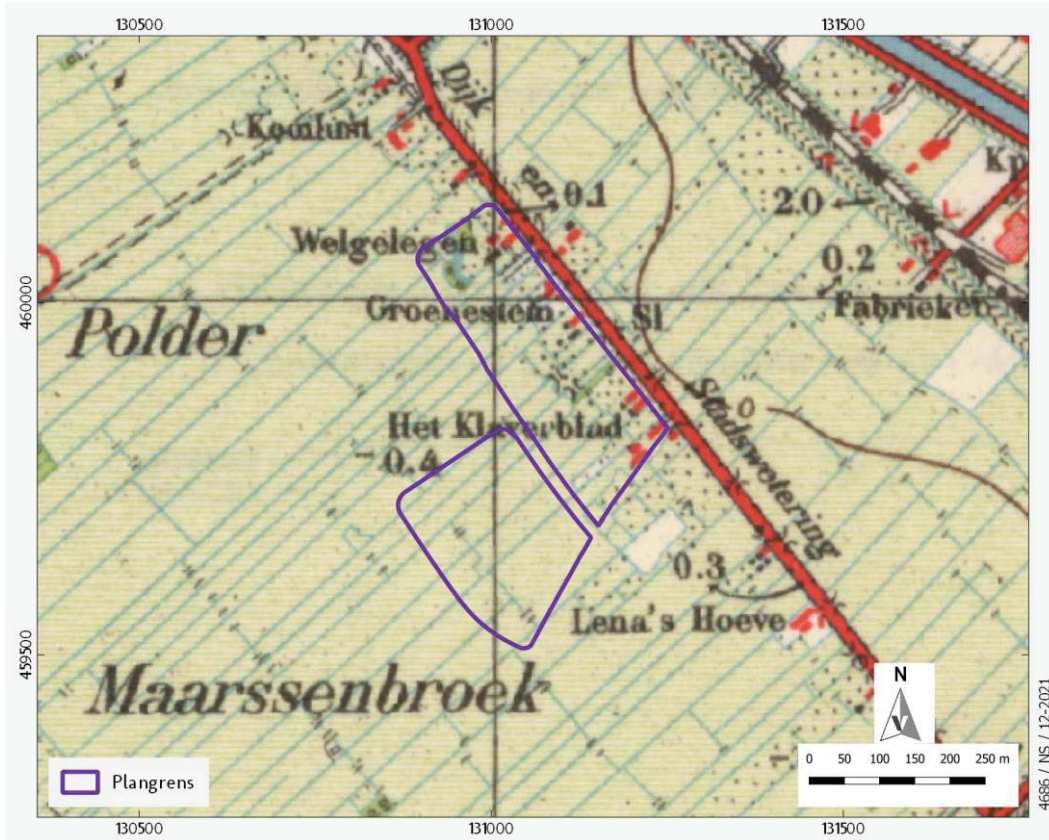 130500
131000
131500
Dijk
Komlust
0.1
Kp
2.0
Welgelegen
0.2
460000
Groenestein
Fabrieken
Sl
Polder
Stadswetering
0
Het Klaverblad
-0.4
0.3
Lena's Hoeve
459500
Maarssenbroek
N
0 50 100 150 200 250 m
Plangrens
4686 / NS / 12-2021
130500
131000
131500